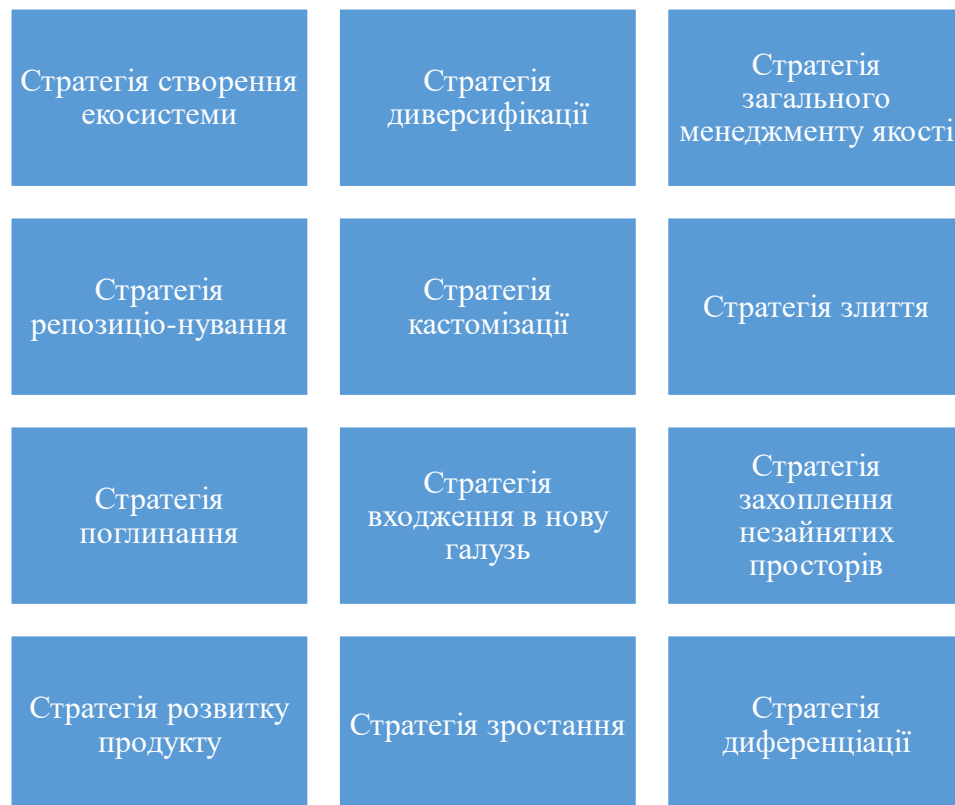 Стратегія створення
екосистеми
Стратегія
диверсифікації
Стратегія
загального
менеджменту якості
Стратегія
репозиціо-нування
Стратегія
кастомізації
Стратегія злиття
Стратегія
поглинання
Стратегія
входження в нову
галузь
Стратегія
захоплення
незайнятих
просторів
Стратегія розвитку
продукту
Стратегія зростання
Стратегія
диференціації